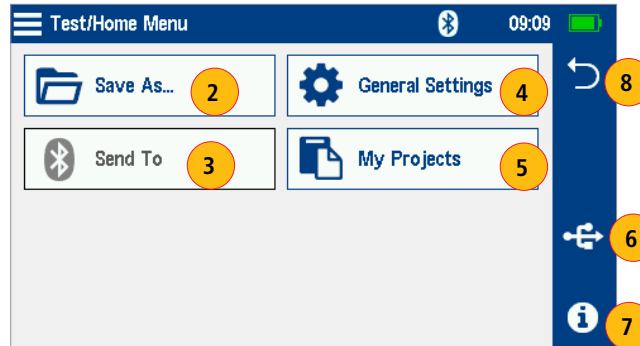 Test/Home Menu 09:09
Save As... 2
General Settings 4
8
Send To 3
My Projects 5
6
7